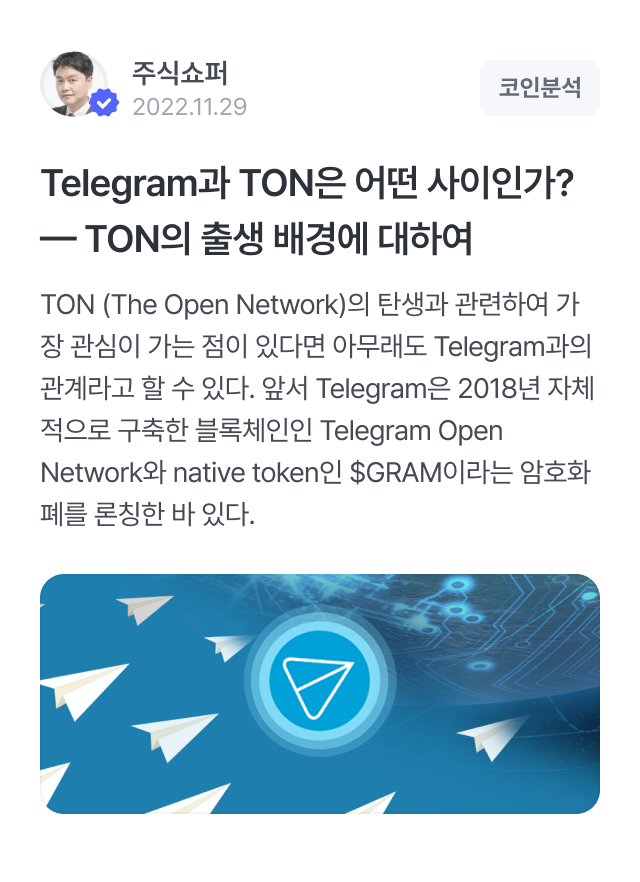 주식쇼퍼
2022.11.29
코인분석
Telegram과 TON은 어떤 사이인가?
— TON의 출생 배경에 대하여
TON (The Open Network)의 탄생과 관련하여 가
장 관심이 가는 점이 있다면 아무래도 Telegram과의
관계라고 할 수 있다. 앞서 Telegram은 2018년 자체
적으로 구축한 블록체인인 Telegram Open
Network와 native token인 $GRAM이라는 암호화
폐를 론칭한 바 있다.